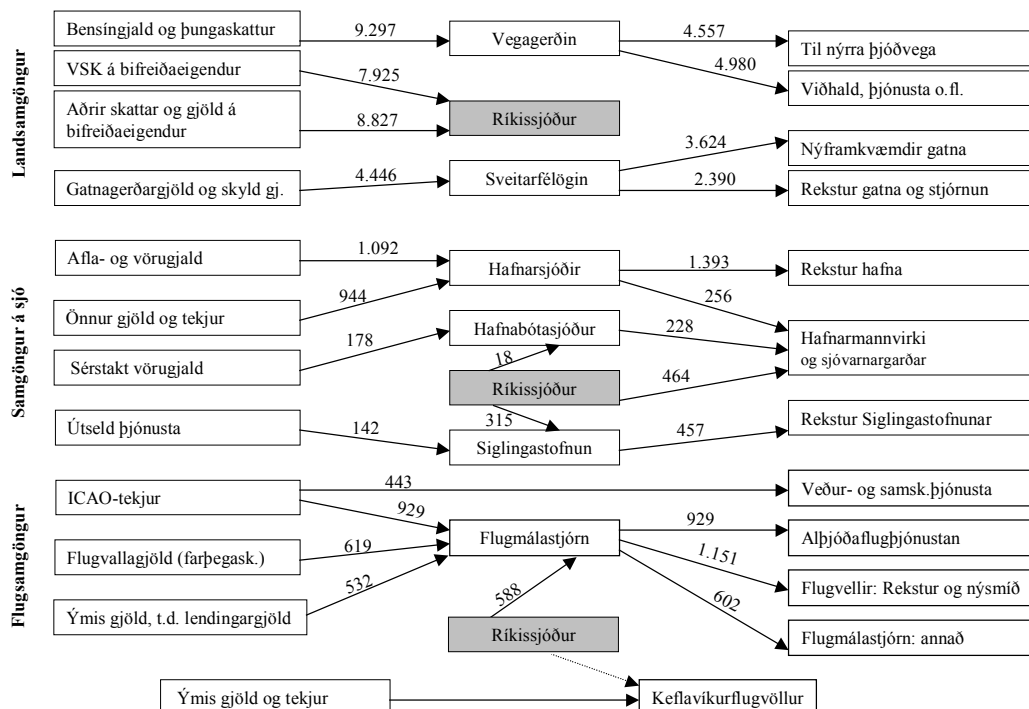 Landsamgöngur
Bensíngjald og þungaskattur
9.297
Vegagerðin
4.557
Til nýrra þjóðvega
VSK á bifreiðaeigendur
7.925
4.980
Viðhald, þjónusta o.fl.
Aðrir skattar og gjöld á
bifreiðaeigendur
8.827
Ríkissjóður
3.624
Nýframkvæmdir gatna
Gatnagerðargjöld og skyld gj.
4.446
Sveitarfélögin
2.390
Rekstur gatna og stjórnun
Samgöngur á sjó
Afla- og vörugjald
1.092
Hafnarsjóðir
1.393
Rekstur hafna
Önnur gjöld og tekjur
944
256
Hafnabótasjóður
228
Hafnarmannvirki
og sjóvarnargarðar
Sérstakt vörugjald
178
18
Ríkissjóður
464
315
Útseld þjónusta
142
Siglingastofnun
457
Rekstur Siglingastofnunar
Flugsamgöngur
ICAO-tekjur
443
Veður- og samsk.þjónusta
929
Flugmálastjórn
929
Alþjóðaflugþjónustan
Flugvallagjöld (farþegask.)
619
1.151
Flugvellir: Rekstur og nýsmíð
Ýmis gjöld, t.d. lendingargjöld
532
588
602
Ríkissjóður
Flugmálastjórn: annað
Ýmis gjöld og tekjur
Keflavíkurflugvöllur